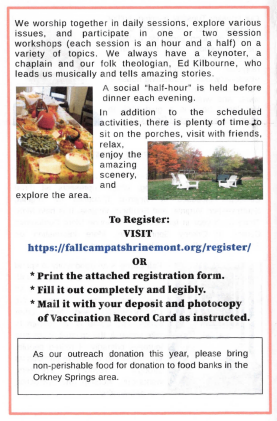 We worship together in daily sessions, explore various
issues, and participate in one or two session
workshops (each session is an hour and a half) on a
variety of topics. We always have a keynoter, a
chaplain and our folk theologian, Ed Kilbourne, who
leads us musically and tells amazing stories.
A social "half-hour" is held before
dinner each evening.
In addition to the scheduled
activities, there is plenty of time to
sit on the porches, visit with friends,
relax,
enjoy the
amazing
scenery,
and
explore the area.
To Register:
VISIT
https://fallcampatshrinemont.org/register/
OR
* Print the attached registration form.
* Fill it out completely and legibly.
* Mail it with your deposit and photocopy
of Vaccination Record Card as instructed.
As our outreach donation this year, please bring
non-perishable food for donation to food banks in the
Orkney Springs area.